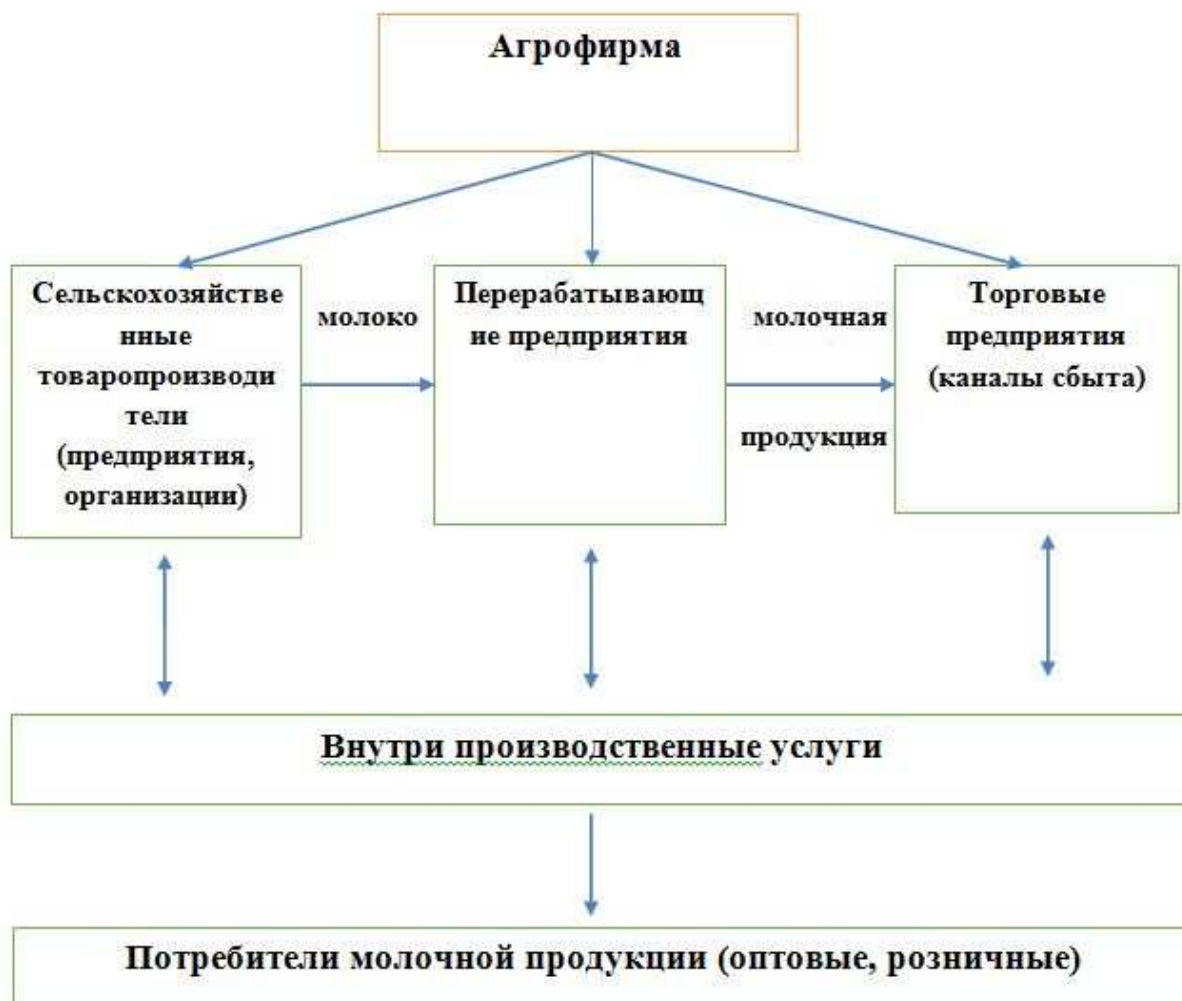 Агрофирма
Сельскохозяйстве
нные
товаропроизводи
тели
(предприятия,
организации)
молоко
Перерабатывающ
ие предприятия
молочная
продукция
Торговые
предприятия
(каналы сбыта)
Внутри производственные услуги
Потребители молочной продукции (оптовые, розничные)